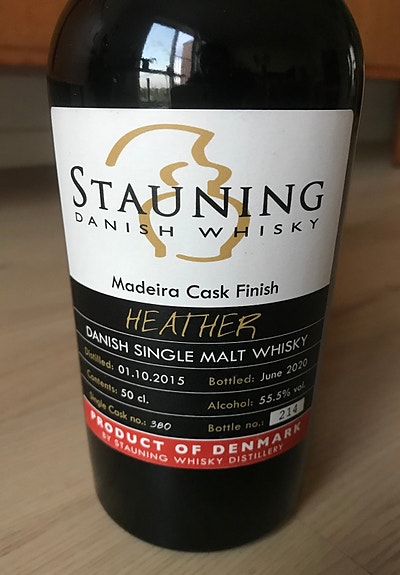 STAUNING
DANISH WHISKY
Madeira Cask Finish
HEATHER
DANISH SINGLE MALT WHISKY
Distilled: 01.10.2015 Bottled: June 2020
Contents: 50 cl. Alcohol: 55.5% vol.
Single Cask no.: 380 Bottle no.: 214
PRODUCT OF DENMARK
BY STAUNING WHISKY DISTILLERY